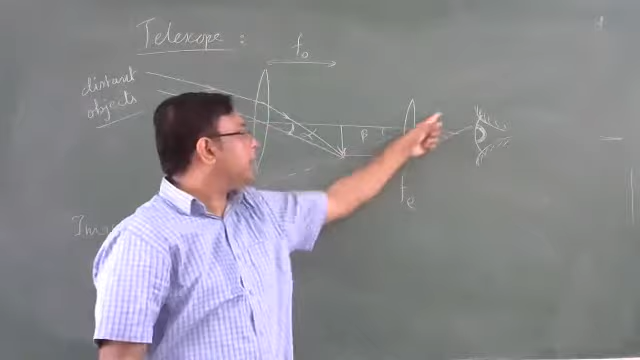 Telescope :
f₀
distant
objects
α
β
fₑ